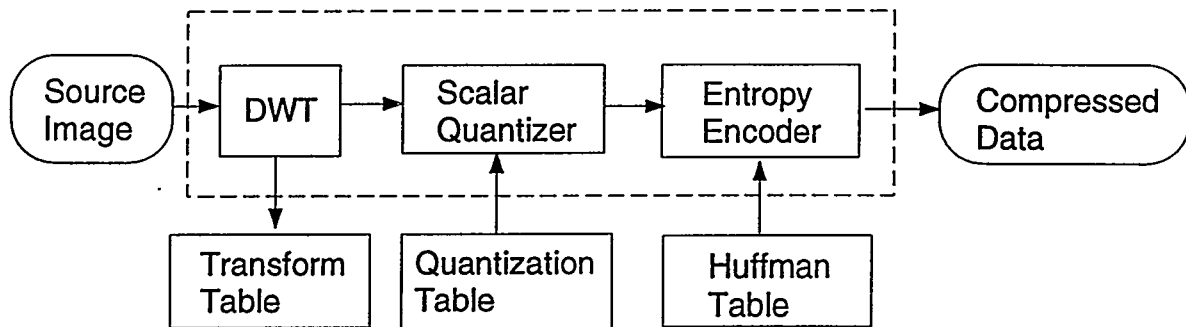 Source
Image
DWT
Scalar
Quantizer
Entropy
Encoder
Compressed
Data
Transform
Table
Quantization
Table
Huffman
Table